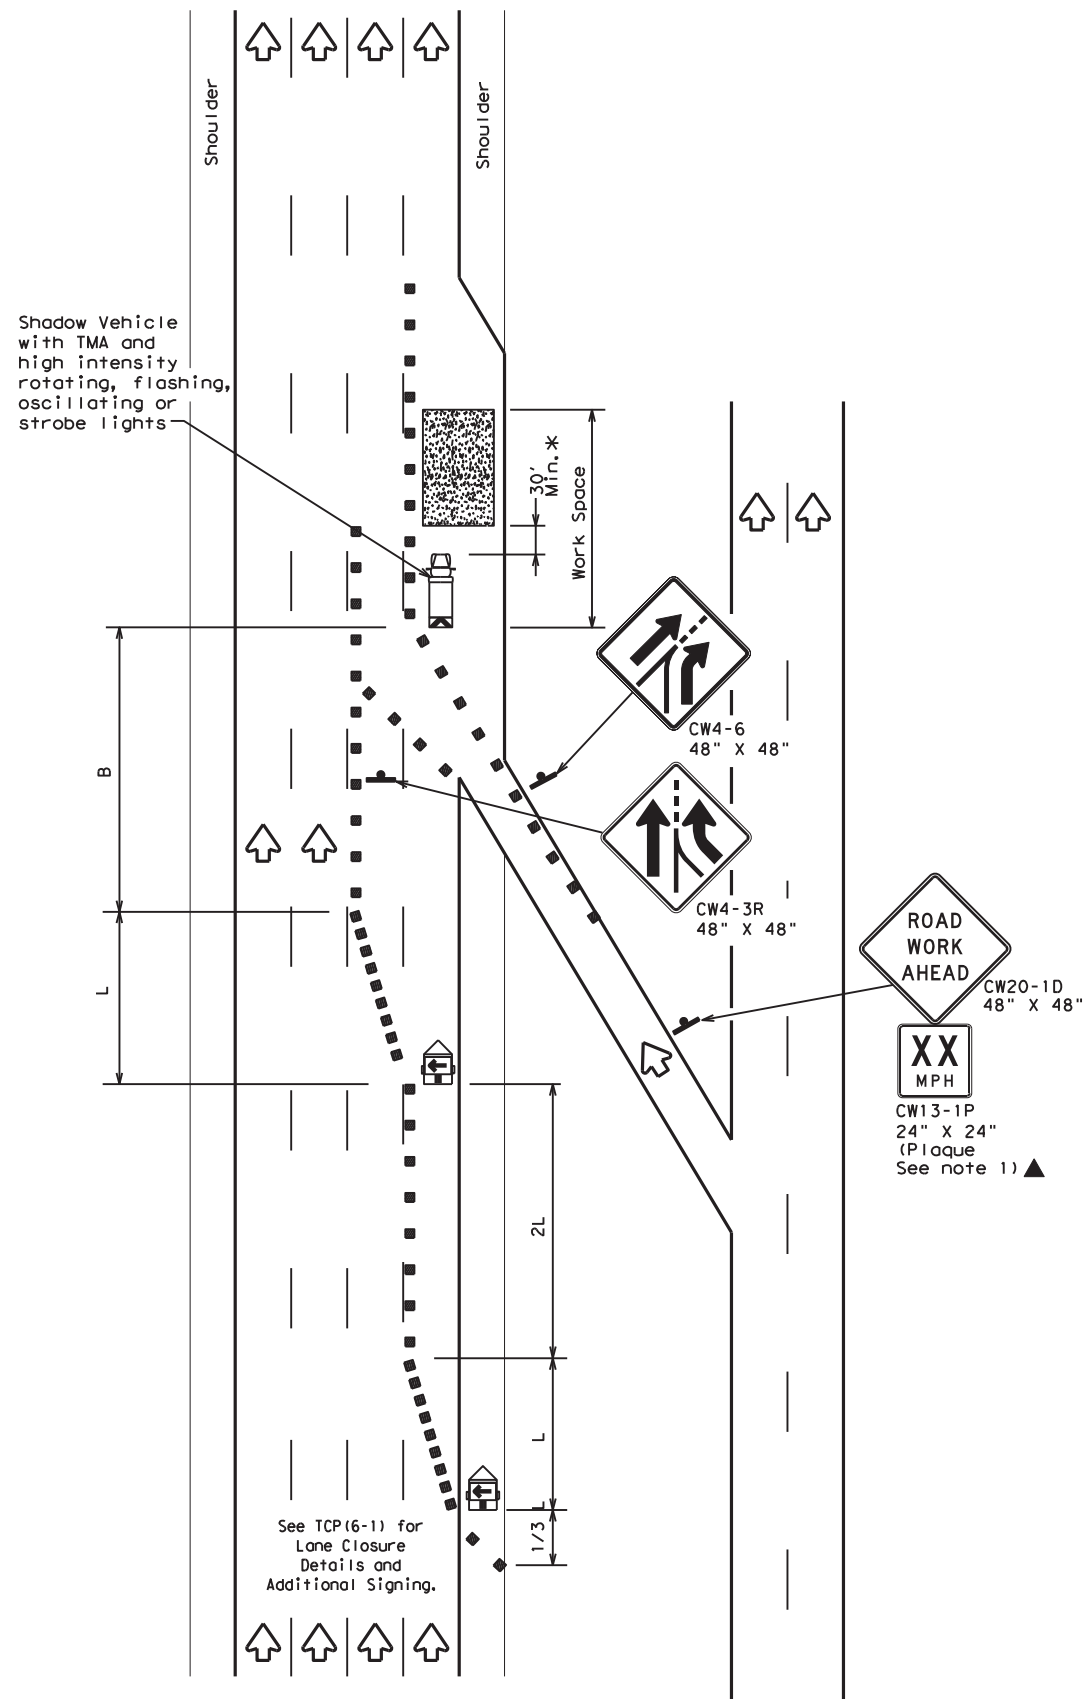 Shoulder
Shoulder
Shadow Vehicle
with TMA and
high intensity
rotating, flashing,
oscillating or
strobe lights
30'
Min.*
Work Space
CW4-6
48" X 48"
B
CW4-3R
48" X 48"
ROAD
WORK
AHEAD
CW20-1D
48" X 48"
L
XX
MPH
CW13-1P
24" X 24"
(Plaque
See note 1) ▲
2L
L
1/3 L
See TCP(6-1) for
Lane Closure
Details and
Additional Signing.